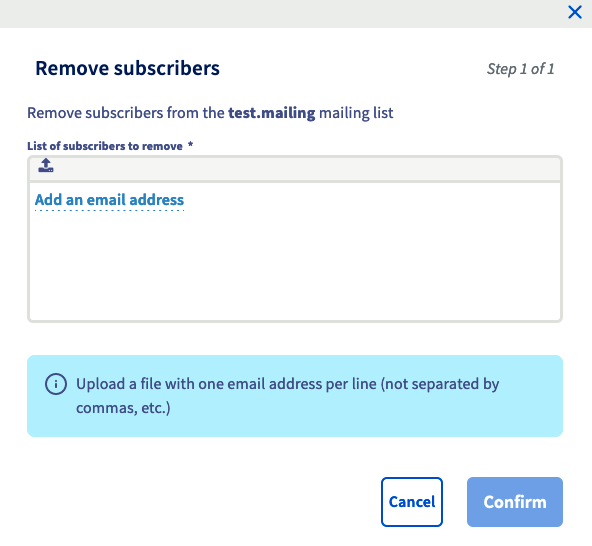 Remove subscribers
Step 1 of 1
Remove subscribers from the test.mailing mailing list
List of subscribers to remove *
Add an email address
Upload a file with one email address per line (not separated by
commas, etc.)
Cancel
Confirm